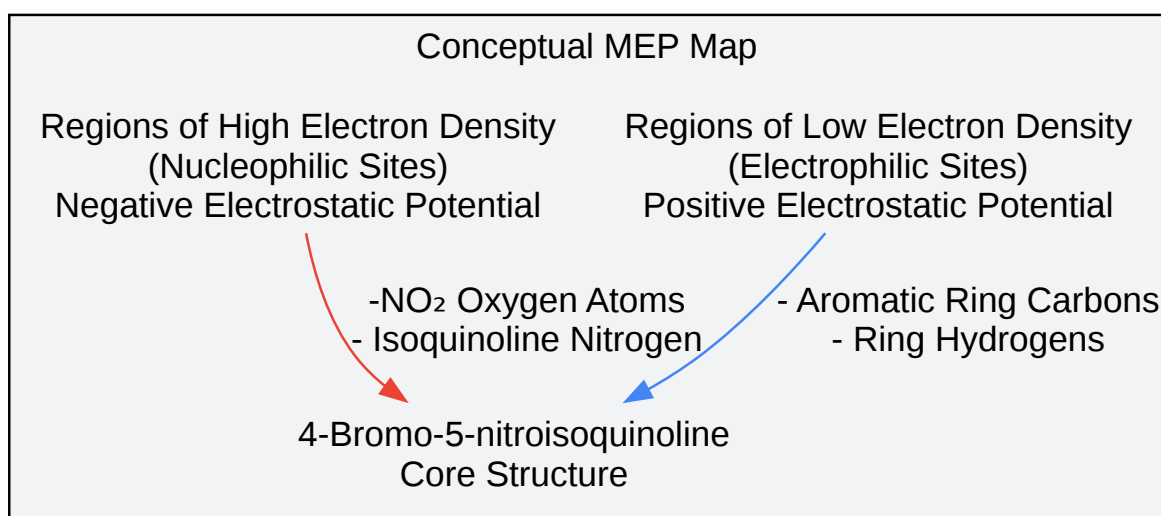 Conceptual MEP Map
Regions of High Electron Density
(Nucleophilic Sites)
Negative Electrostatic Potential
Regions of Low Electron Density
(Electrophilic Sites)
Positive Electrostatic Potential
-NO₂ Oxygen Atoms
- Isoquinoline Nitrogen
- Aromatic Ring Carbons
- Ring Hydrogens
4-Bromo-5-nitroisoquinoline
Core Structure